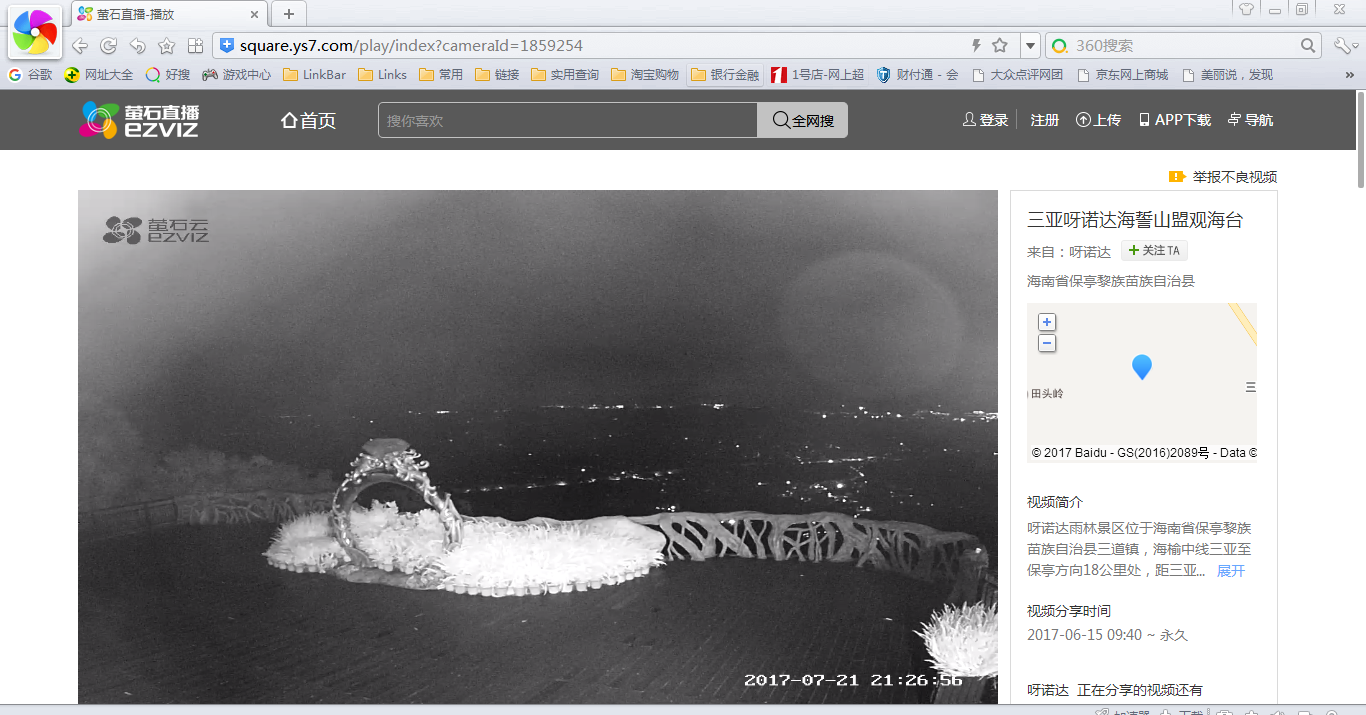 萤石直播-播放
square.ys7.com/play/index?cameraId=1859254
360搜索
谷歌 网址大全 好搜 游戏中心 LinkBar Links 常用 链接 实用查询 淘宝购物 银行金融 1号店-网上超 财付通 - 会 大众点评网团 京东网上商城 美丽说，发现 »
萤石直播
ezviz
首页
搜你喜欢
全网搜
登录 注册 上传 APP下载 导航
举报不良视频
萤石云
ezviz
2017-07-21 21:26:56
三亚呀诺达海誓山盟观海台
来自：呀诺达 + 关注 TA
海南省保亭黎族苗族自治县
+
−
田头岭
三
© 2017 Baidu - GS(2016)2089号 - Data ©
视频简介
呀诺达雨林景区位于海南省保亭黎族
苗族自治县三道镇，海榆中线三亚至
保亭方向18公里处，距三亚... 展开
视频分享时间
2017-06-15 09:40 ~ 永久
呀诺达 正在分享的视频还有